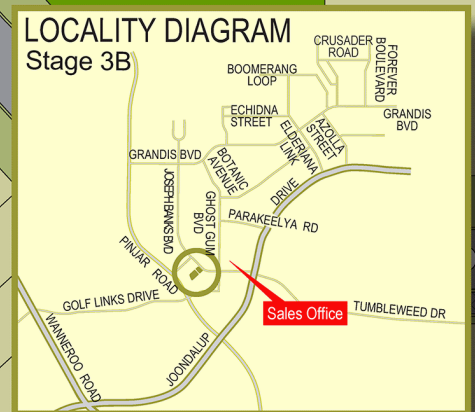 LOCALITY DIAGRAM
Stage 3B
CRUSADER
ROAD
FOREVER
BOULEVARD
BOOMERANG
LOOP
ECHIDNA
STREET
GRANDIS
BVD
AZOLLA
STREET
ELDERIANA
LINK
GRANDIS BVD
BOTANIC
AVENUE
JOSEPH BANKS BVD
GHOST GUM
BVD
DRIVE
PARAKEELYA RD
PINJAR ROAD
GOLF LINKS DRIVE
Sales Office
TUMBLEWEED DR
WANNEROO ROAD
JOONDALUP